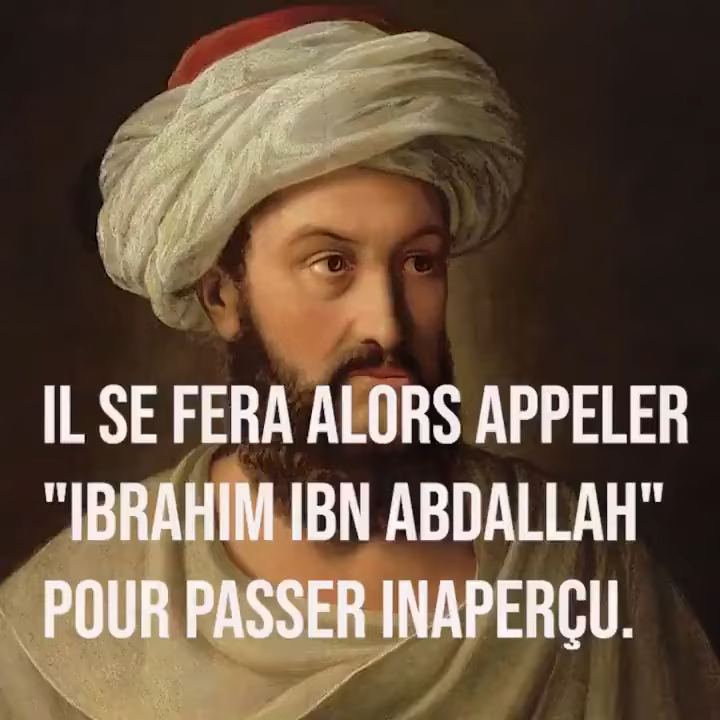 IL SE FERA ALORS APPELER
"IBRAHIM IBN ABDALLAH"
POUR PASSER INAPERÇU.